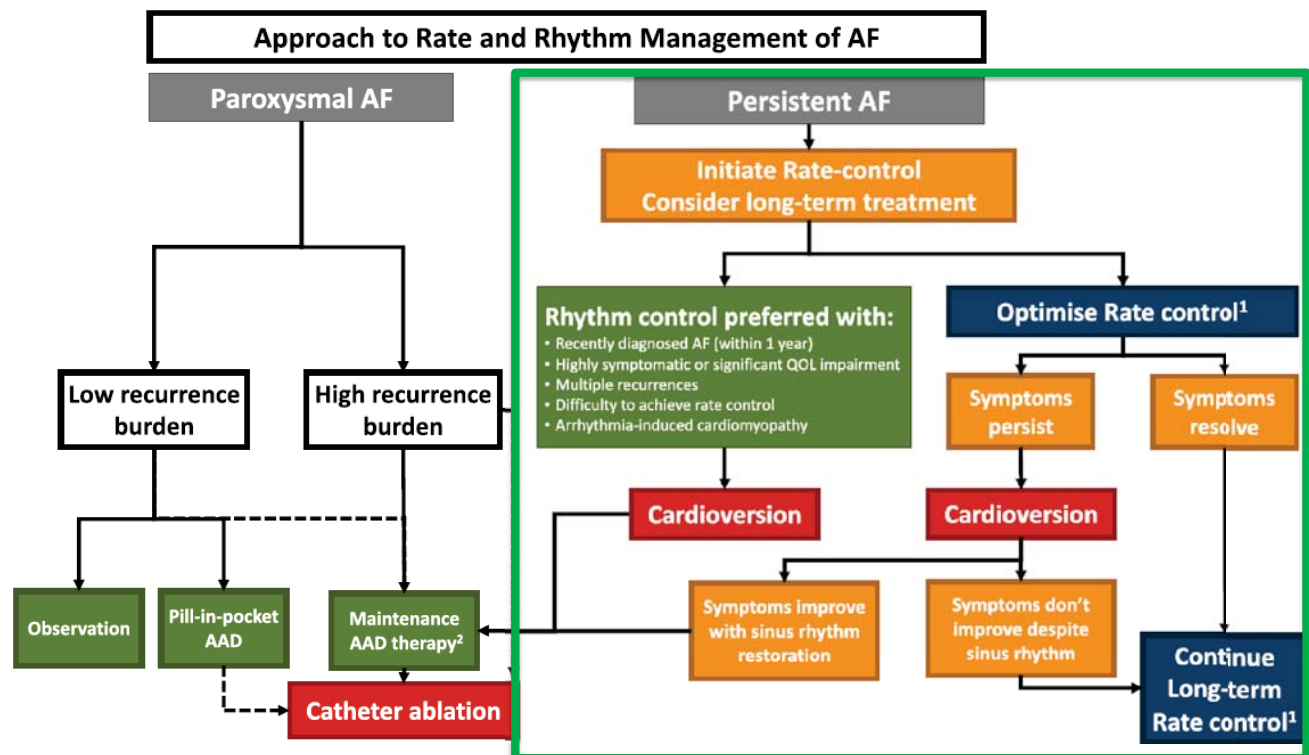 Approach to Rate and Rhythm Management of AF
Paroxysmal AF
Persistent AF
Initiate Rate-control
Consider long-term treatment
Rhythm control preferred with:
• Recently diagnosed AF (within 1 year)
• Highly symptomatic or significant QOL impairment
• Multiple recurrences
• Difficulty to achieve rate control
• Arrhythmia-induced cardiomyopathy
Optimise Rate control¹
Low recurrence
burden
High recurrence
burden
Symptoms
persist
Symptoms
resolve
Cardioversion
Cardioversion
Observation
Pill-in-pocket
AAD
Maintenance
AAD therapy²
Symptoms improve
with sinus rhythm
restoration
Symptoms don't
improve despite
sinus rhythm
Continue
Long-term
Rate control¹
Catheter ablation